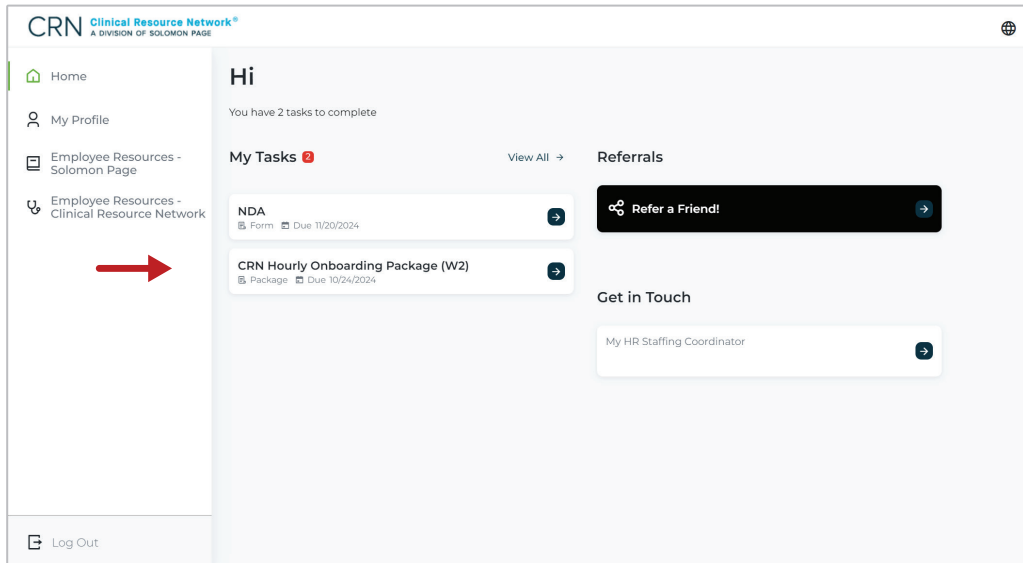 CRN Clinical Resource Network®
A DIVISION OF SOLOMON PAGE
Home
My Profile
Employee Resources -
Solomon Page
Employee Resources -
Clinical Resource Network
Log Out
Hi
You have 2 tasks to complete
My Tasks 2
View All →
NDA
Form Due 11/20/2024
CRN Hourly Onboarding Package (W2)
Package Due 10/24/2024
Referrals
Refer a Friend!
Get in Touch
My HR Staffing Coordinator